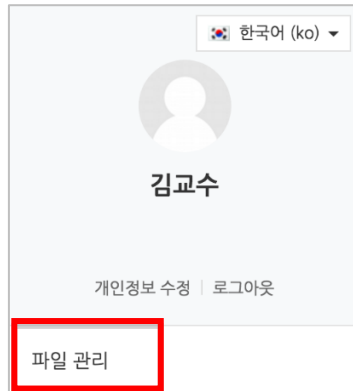 한국어 (ko)
김교수
개인정보 수정 | 로그아웃
파일 관리